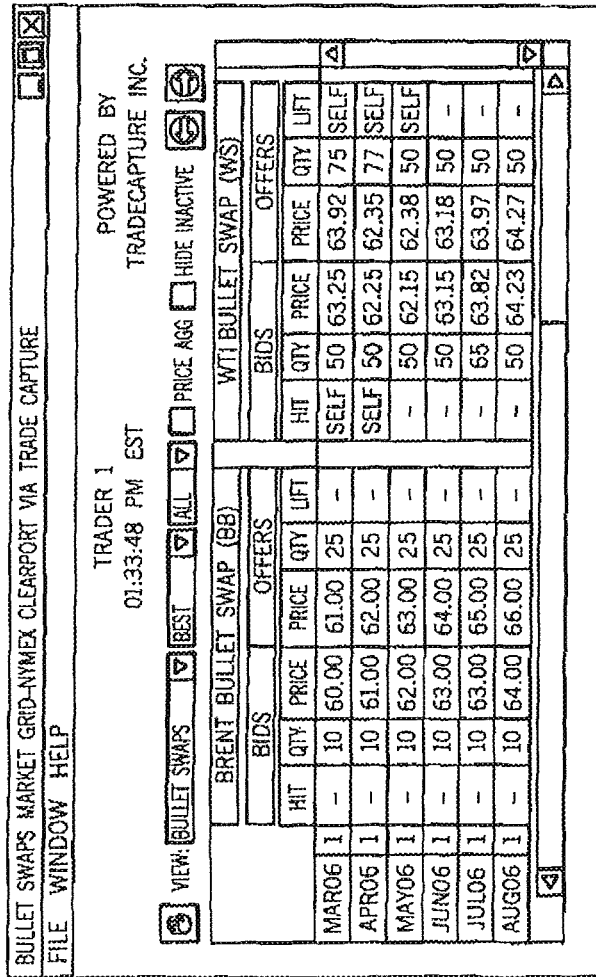 BULLET SWAPS MARKET GRID-NYMEX CLEARPORT VIA TRADE CAPTURE
FILE WINDOW HELP
TRADER 1 POWERED BY
01:33:48 PM EST TRADECAPTURE INC.
VIEW: BULLET SWAPS BEST ALL PRICE AGG HIDE INACTIVE
BRENT BULLET SWAP (BB) WTI BULLET SWAP (WS)
BIDS OFFERS BIDS OFFERS
HIT QTY PRICE PRICE QTY LIFT HIT QTY PRICE PRICE QTY LIFT
MAR06 1 - 10 60.00 61.00 25 - SELF 50 63.25 63.92 75 SELF
APR06 1 - 10 61.00 62.00 25 - SELF 50 62.25 62.35 77 SELF
MAY06 1 - 10 62.00 63.00 25 - - 50 62.15 62.38 50 SELF
JUN06 1 - 10 63.00 64.00 25 - - 50 63.15 63.18 50 -
JUL06 1 - 10 63.00 65.00 25 - - 65 63.82 63.97 50 -
AUG06 1 - 10 64.00 66.00 25 - - 50 64.23 64.27 50 -